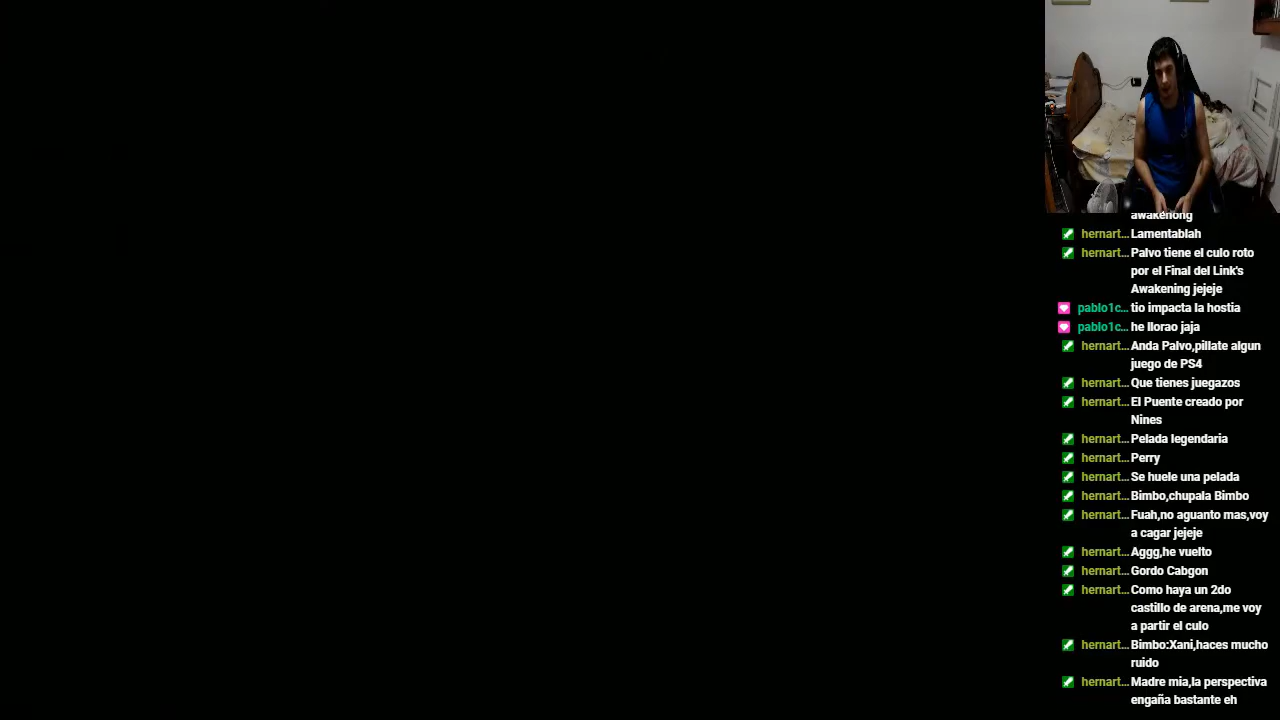 awakenong
hernart... Lamentablah
hernart... Palvo tiene el culo roto
por el Final del Link's
Awakening jejeje
pablo1c... tio impacta la hostia
pablo1c... he llorao jaja
hernart... Anda Palvo,pillate algun
juego de PS4
hernart... Que tienes juegazos
hernart... El Puente creado por
Nines
hernart... Pelada legendaria
hernart... Perry
hernart... Se huele una pelada
hernart... Bimbo,chupala Bimbo
hernart... Fuah,no aguanto mas,voy
a cagar jejeje
hernart... Aggg,he vuelto
hernart... Gordo Cabgon
hernart... Como haya un 2do
castillo de arena,me voy
a partir el culo
hernart... Bimbo:Xani,haces mucho
ruido
hernart... Madre mia,la perspectiva
engaña bastante eh